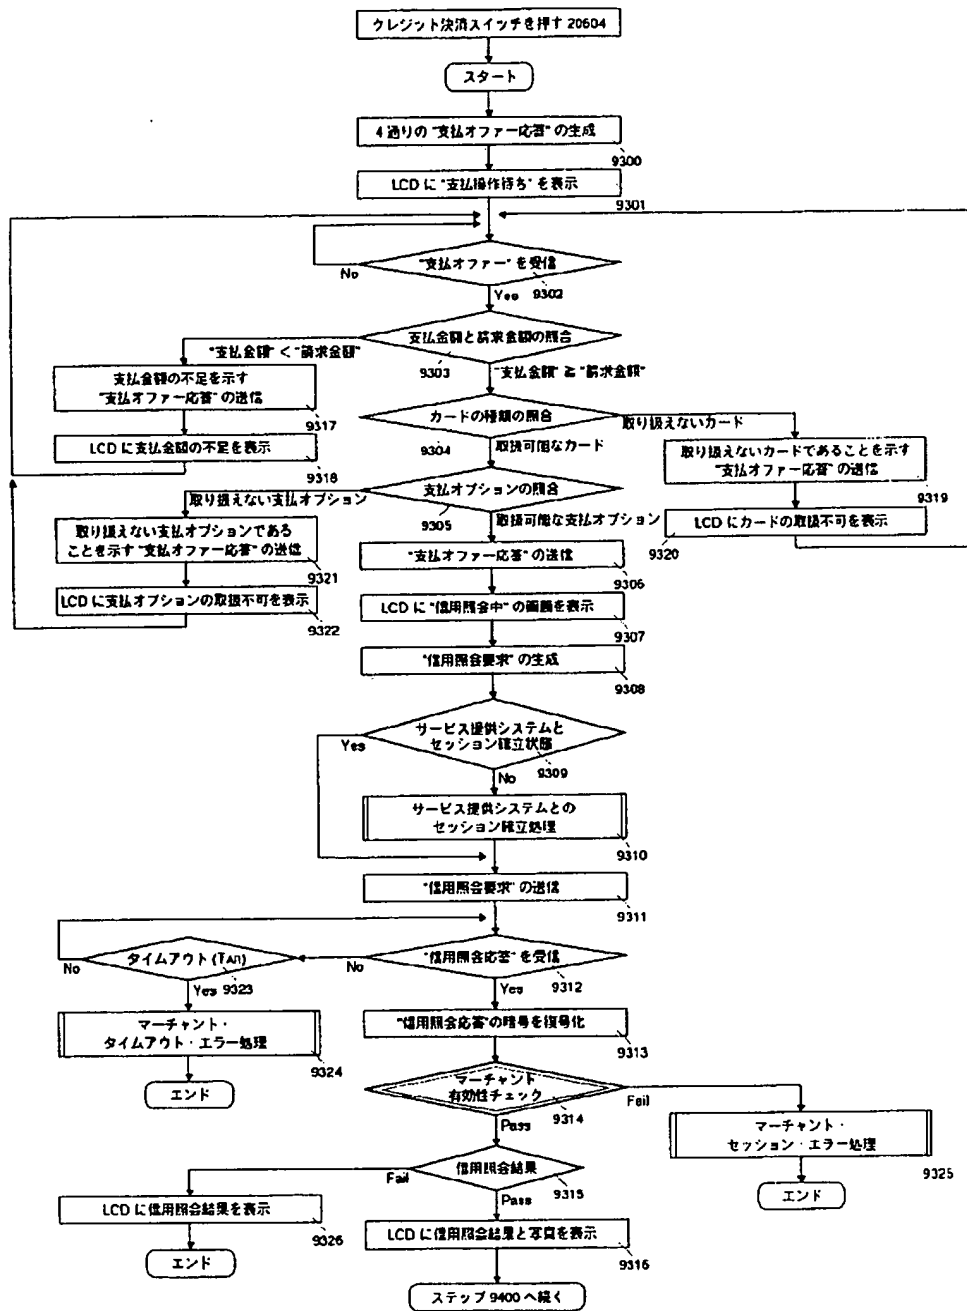 クレジット決済スイッチを押す 20604
スタート
4通りの"支払オファー応答"の生成
9300
LCDに"支払操作待ち"を表示
9301
"支払オファー"を受信
9302
No
Yes
支払金額と請求金額の照合
9303
"支払金額" < "請求金額"
"支払金額" ≧ "請求金額"
支払金額の不足を示す
"支払オファー応答"の送信
9317
LCDに支払金額の不足を表示
9318
カードの種類の照合
9304
取扱可能なカード
取り扱えないカード
取り扱えないカードであることを示す
"支払オファー応答"の送信
9319
LCDにカードの取扱不可を表示
9320
支払オプションの照合
9305
取り扱えない支払オプション
取扱可能な支払オプション
取り扱えない支払オプションである
ことを示す"支払オファー応答"の送信
9321
LCDに支払オプションの取扱不可を表示
9322
"支払オファー応答"の送信
9306
LCDに"信用照会中"の画面を表示
9307
"信用照会要求"の生成
9308
サービス提供システムと
セッション確立状態
9309
Yes
No
サービス提供システムとの
セッション確立処理
9310
"信用照会要求"の送信
9311
"信用照会応答"を受信
9312
No
Yes
タイムアウト(TAR)
9323
No
Yes
マーチャント・
タイムアウト・エラー処理
9324
エンド
"信用照会応答"の暗号を復号化
9313
マーチャント
有効性チェック
9314
Fail
Pass
マーチャント・
セッション・エラー処理
9325
エンド
信用照会結果
9315
Fail
Pass
LCDに信用照会結果を表示
9326
エンド
LCDに信用照会結果と写真を表示
9316
ステップ 9400 へ続く